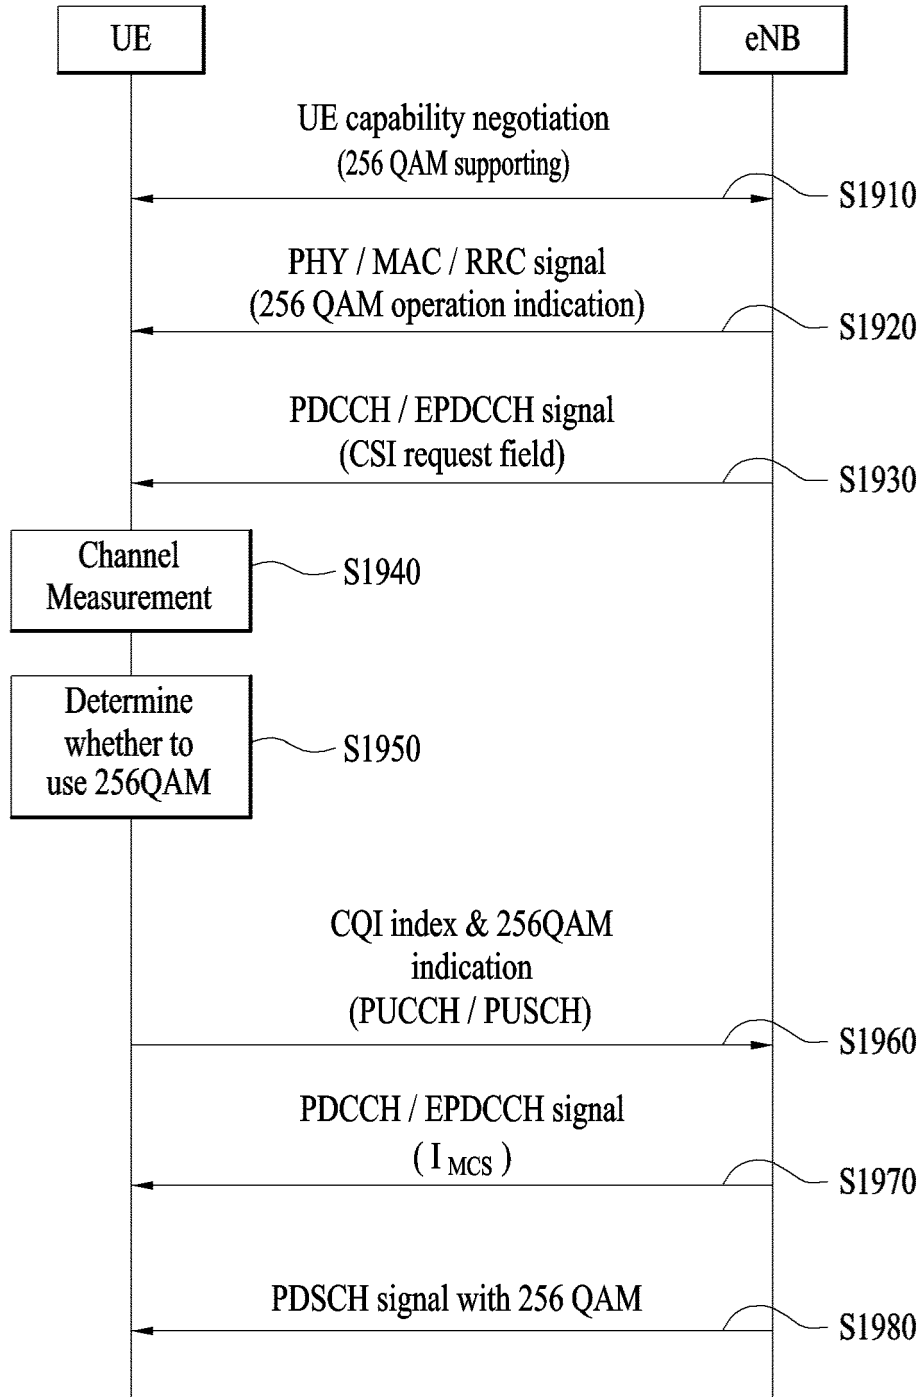 UE
eNB
UE capability negotiation
(256 QAM supporting)
S1910
PHY / MAC / RRC signal
(256 QAM operation indication)
S1920
PDCCH / EPDCCH signal
(CSI request field)
S1930
Channel
Measurement
S1940
Determine
whether to
use 256QAM
S1950
CQI index & 256QAM
indication
(PUCCH / PUSCH)
S1960
PDCCH / EPDCCH signal
( I MCS )
S1970
PDSCH signal with 256 QAM
S1980